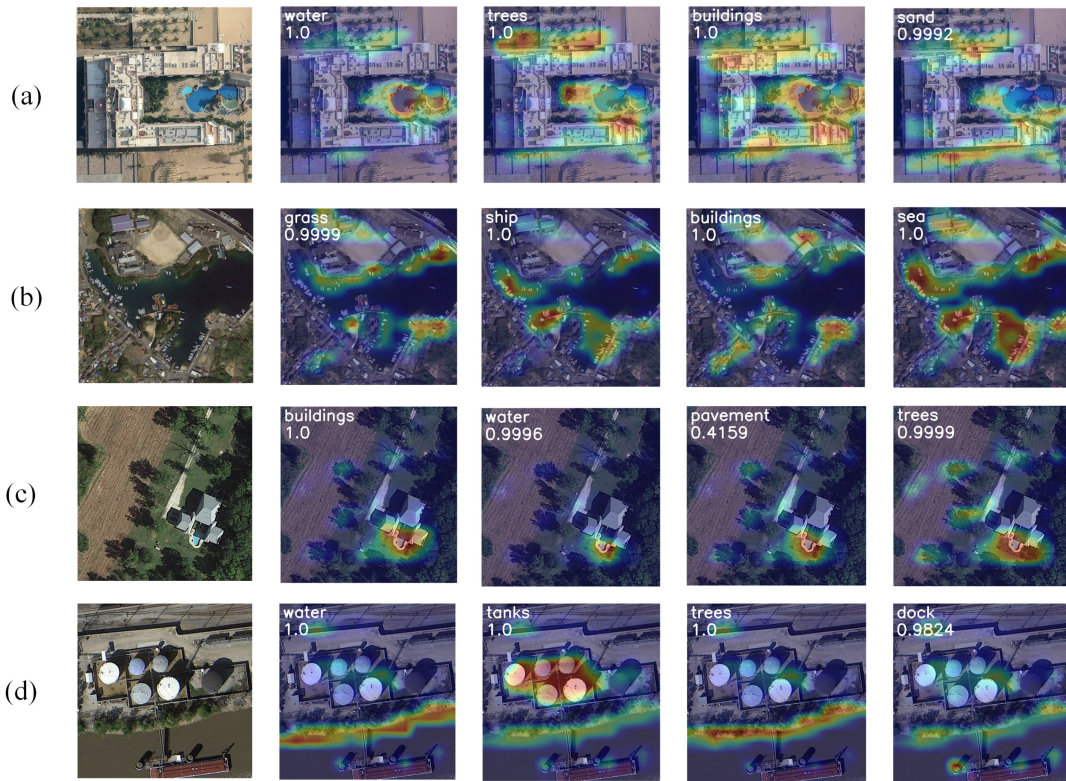 water
1.0
trees
1.0
buildings
1.0
sand
0.9992
(a)
grass
0.9999
ship
1.0
buildings
1.0
sea
1.0
(b)
buildings
1.0
water
0.9996
pavement
0.4159
trees
0.9999
(c)
water
1.0
tanks
1.0
trees
1.0
dock
0.9824
(d)